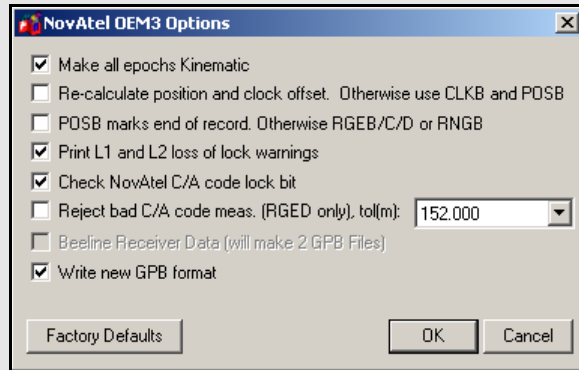 NovAtel OEM3 Options
Make all epochs Kinematic
Re-calculate position and clock offset. Otherwise use CLKB and POSB
POSB marks end of record. Otherwise RGEB/C/D or RNGB
Print L1 and L2 loss of lock warnings
Check NovAtel C/A code lock bit
Reject bad C/A code meas. (RGED only), tol(m): 152.000
Beeline Receiver Data (will make 2 GPB Files)
Write new GPB format
Factory Defaults OK Cancel